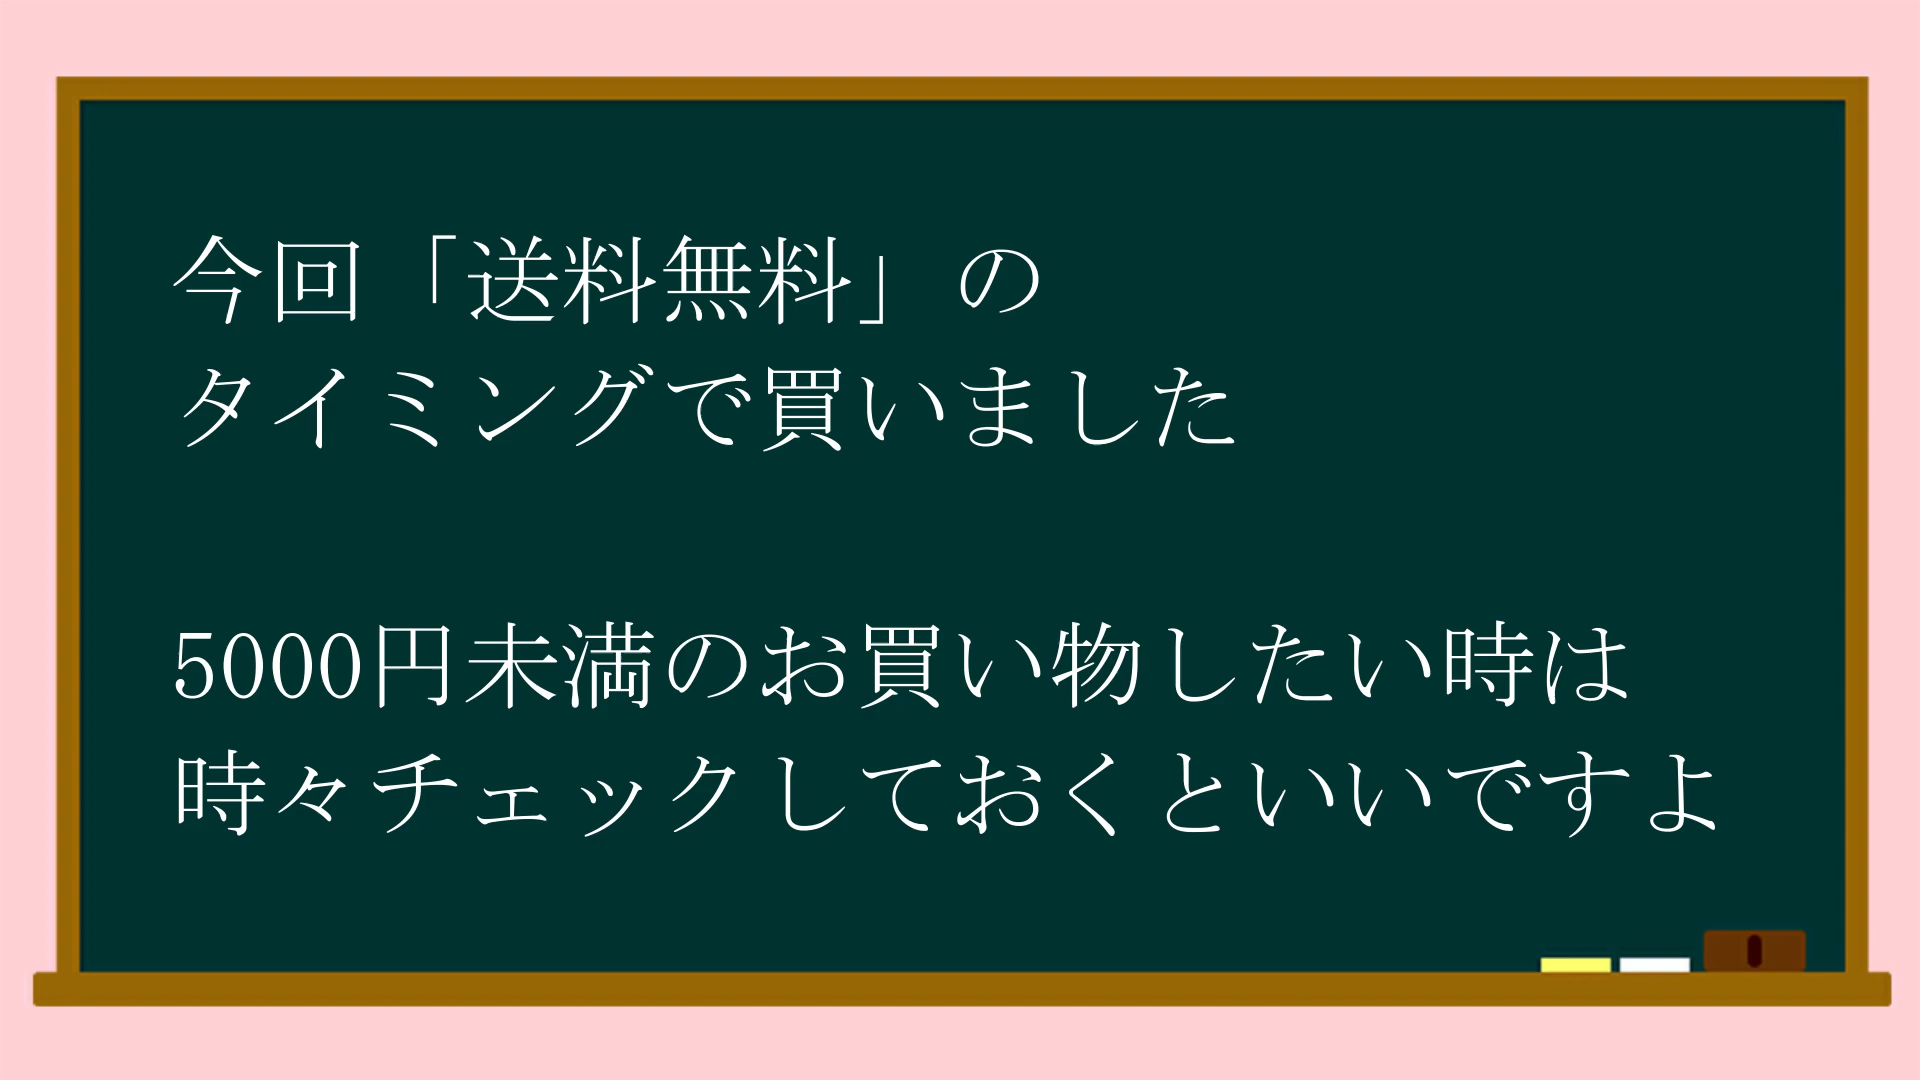 今回「送料無料」の
タイミングで買いました
5000円未満のお買い物したい時は
時々チェックしておくといいですよ